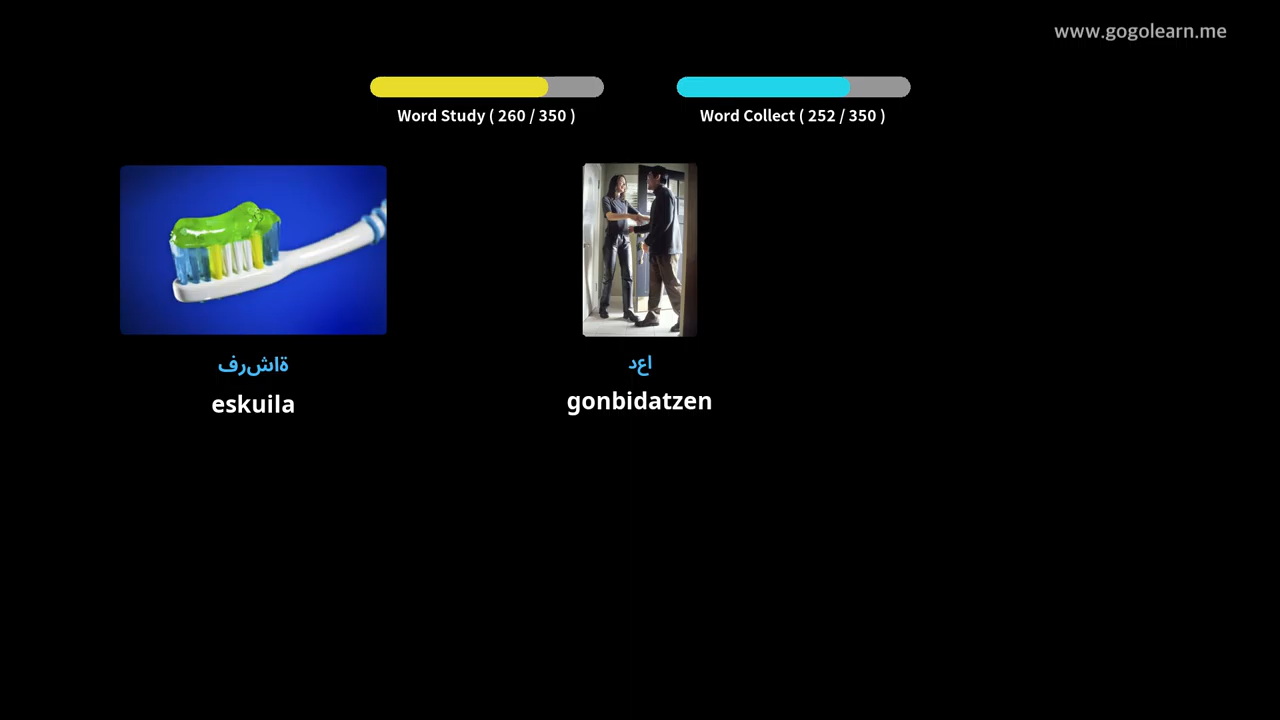 www.gogolearn.me
Word Study ( 260 / 350 )
Word Collect ( 252 / 350 )
ةاشرف
eskuila
اعد
gonbidatzen